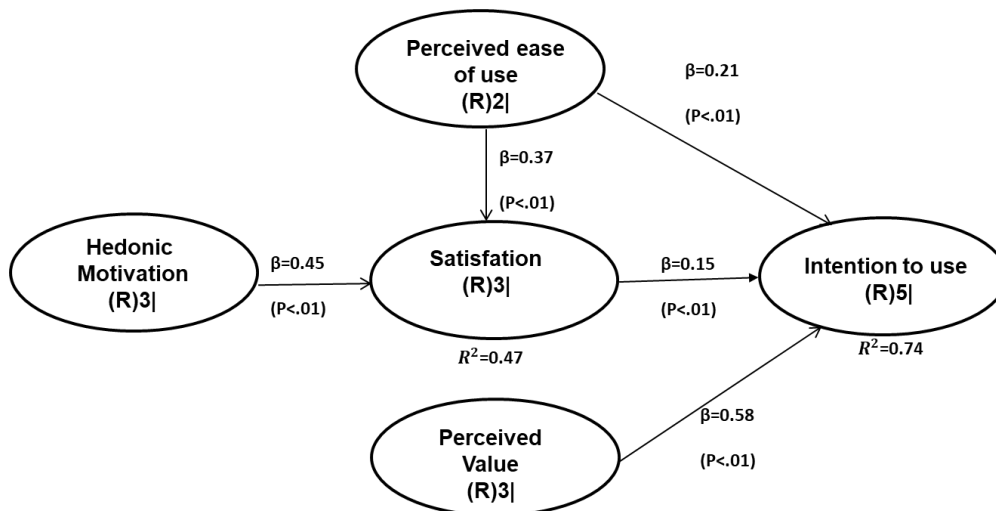 Perceived ease
of use
(R)2|
β=0.21
(P<.01)
β=0.37
(P<.01)
Hedonic
Motivation
(R)3|
β=0.45
(P<.01)
Satisfation
(R)3|
R²=0.47
β=0.15
(P<.01)
Intention to use
(R)5|
R²=0.74
Perceived
Value
(R)3|
β=0.58
(P<.01)